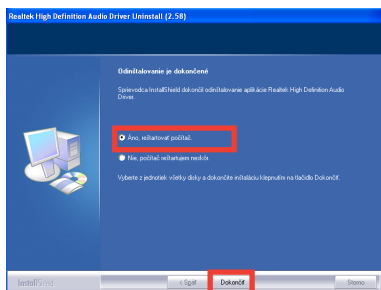 Realtek High Definition Audio Driver Uninstall (2.58)
Odinštalovanie je dokončené
Sprievodca InstallShield dokončil odinštalovanie aplikácie Realtek High Definition Audio
Driver.
Áno, reštartovať počítač.
Nie, počítač reštartujem neskôr.
Vyberte z jednotiek všetky disky a dokončite inštaláciu klepnutím na tlačidlo Dokončiť.
InstallShield
< Späť
Dokončiť
Storno